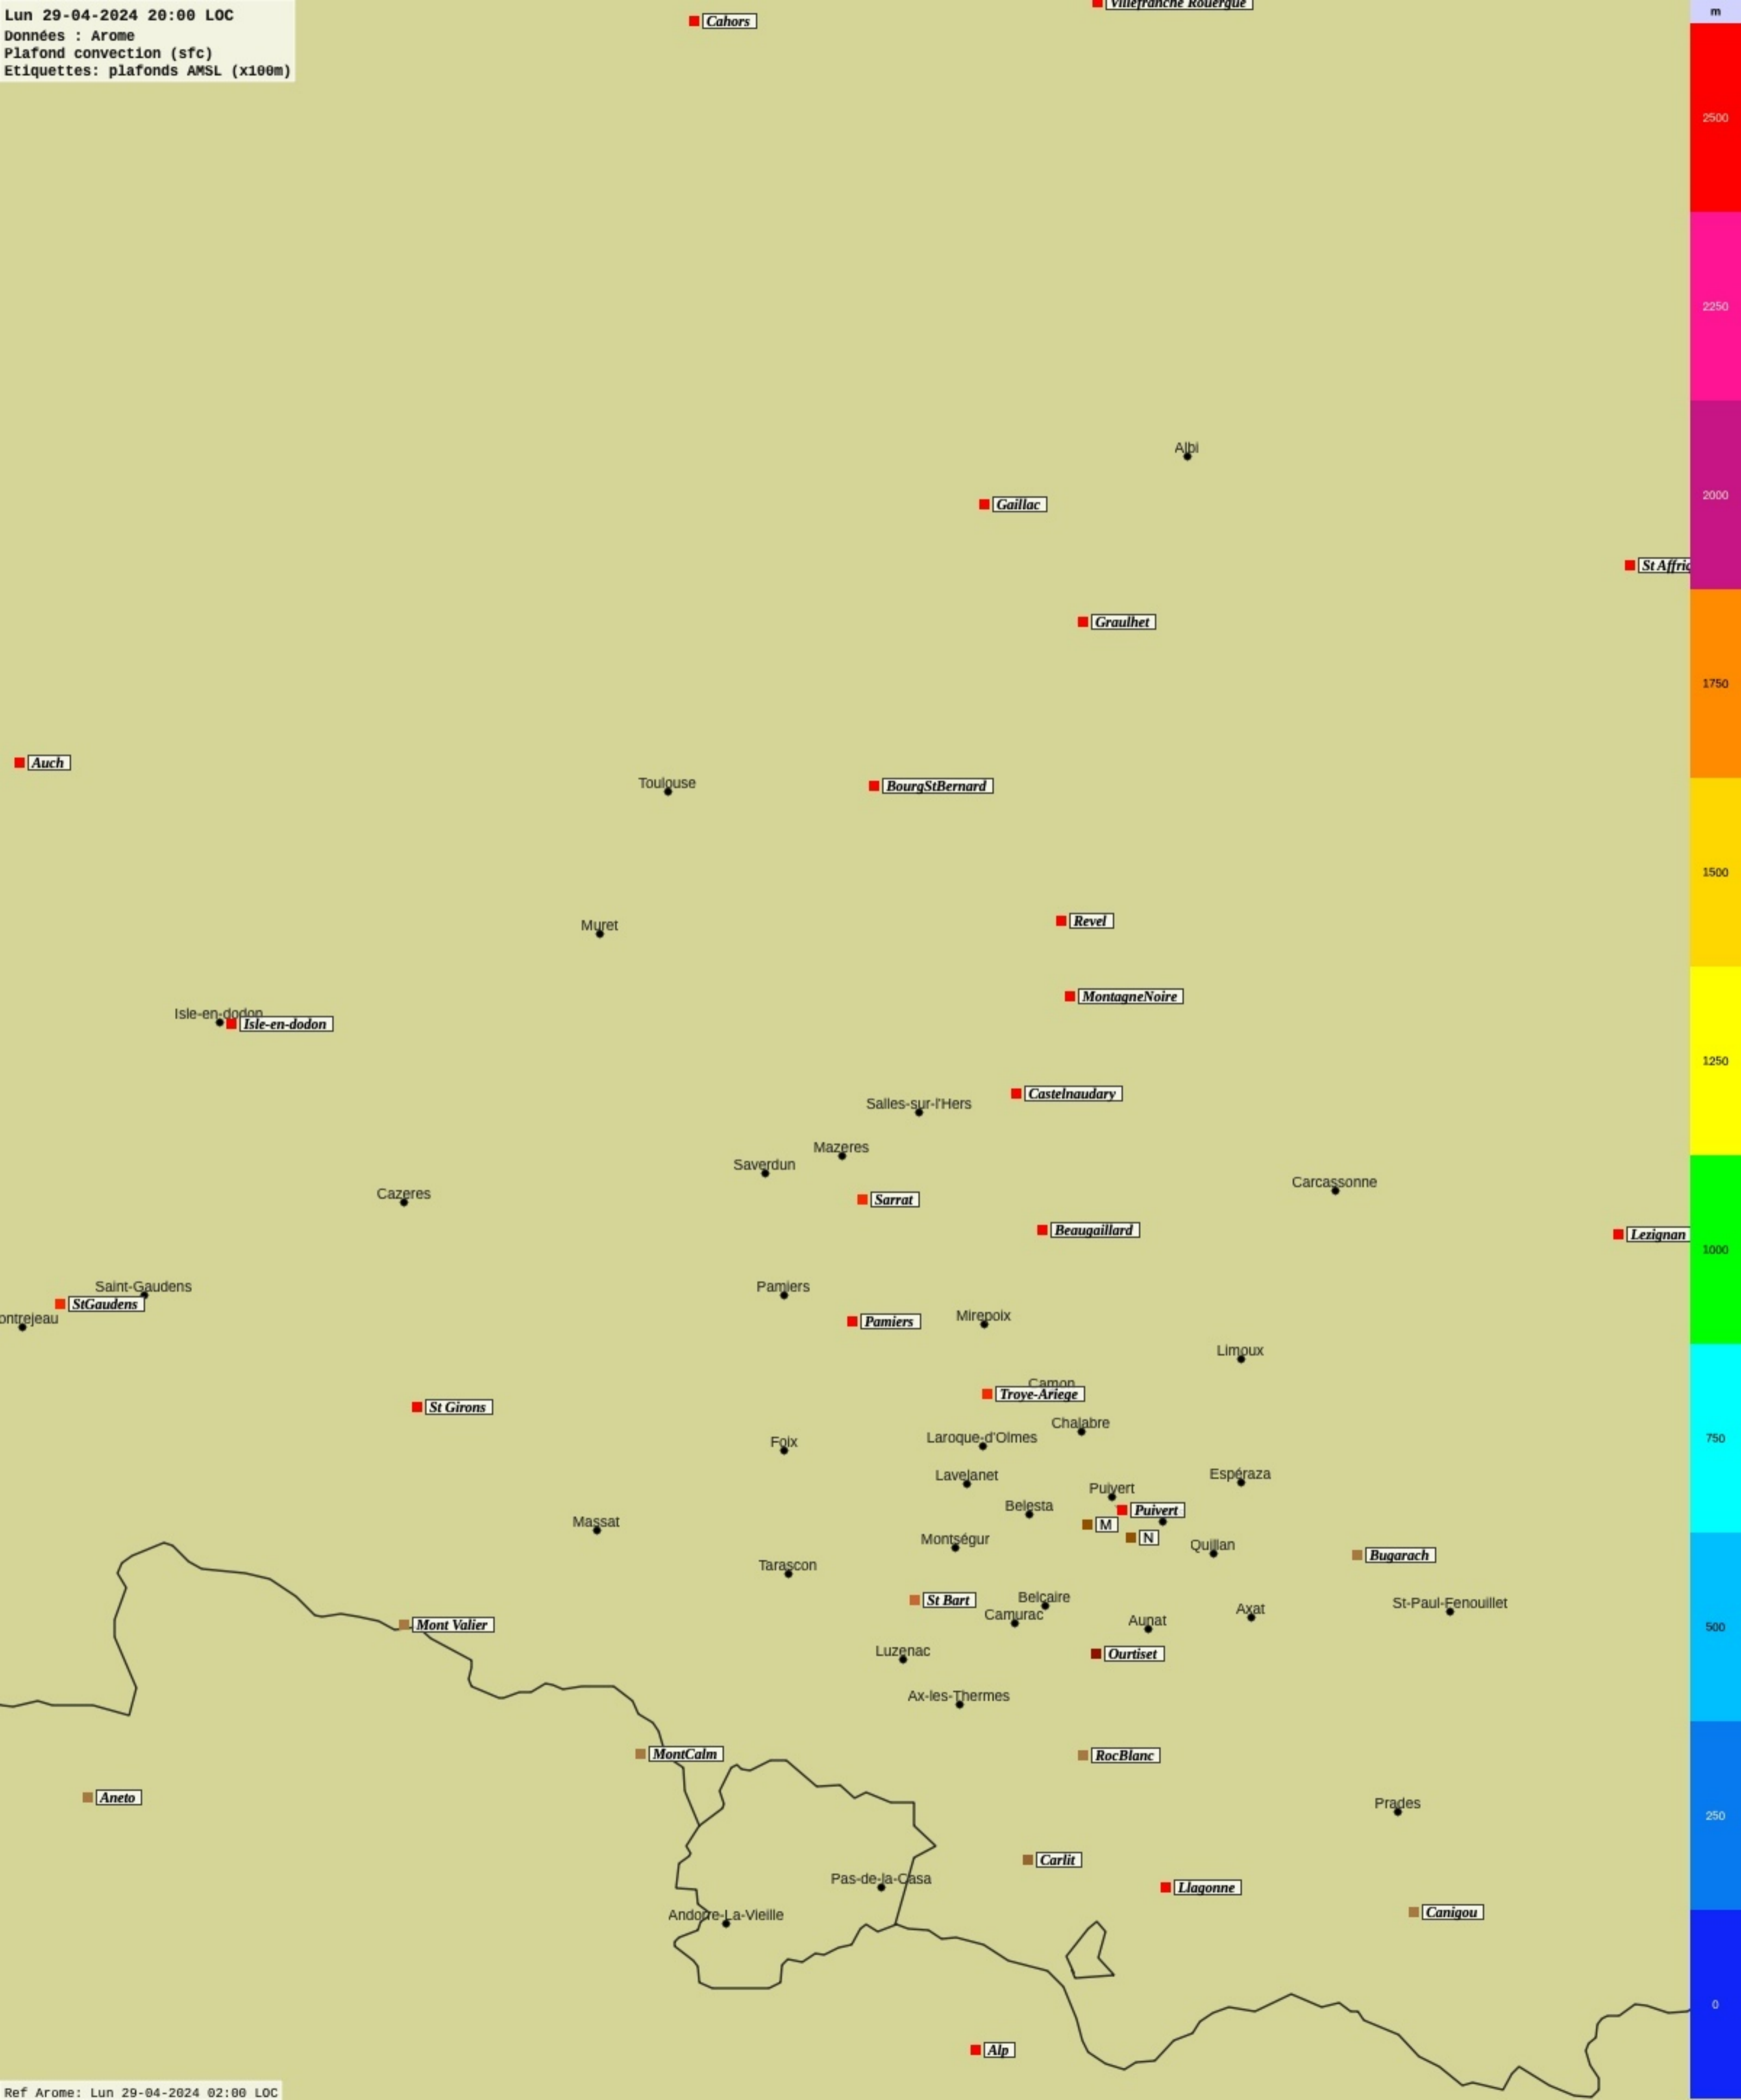 Lun 29-04-2024 20:00 LOC
Données : Arome
Plafond convection (sfc)
Etiquettes: plafonds AMSL (x100m)
Villefranche Rouergue
m
Cahors
2500
2250
Albi
2000
Gaillac
St Affric
Graulhet
1750
Auch
Toulouse
BourgStBernard
1500
Revel
Muret
MontagneNoire
Isle-en-dodon
Isle-en-dodon
1250
Castelnaudary
Salles-sur-l'Hers
Mazeres
Saverdun
Carcassonne
Cazeres
Sarrat
Beaugaillard
Lezignan
1000
Saint-Gaudens
Pamiers
StGaudens
ontrejeau
Mirepoix
Pamiers
Limoux
Camon
Troye-Ariege
St Girons
Chalabre
Laroque-d'Olmes
750
Foix
Espéraza
Lavelanet
Puivert
Belesta
Puivert
Massat
M
N
Montségur
Quillan
Bugarach
Tarascon
St Bart
Belcaire
St-Paul-Fenouillet
Axat
Camurac
Aunat
Mont Valier
500
Luzenac
Ourtiset
Ax-les-Thermes
MontCalm
RocBlanc
Aneto
Prades
250
Carlit
Pas-de-la-Casa
Llagonne
Canigou
Andorre-La-Vieille
0
Alp
Ref Arome: Lun 29-04-2024 02:00 LOC